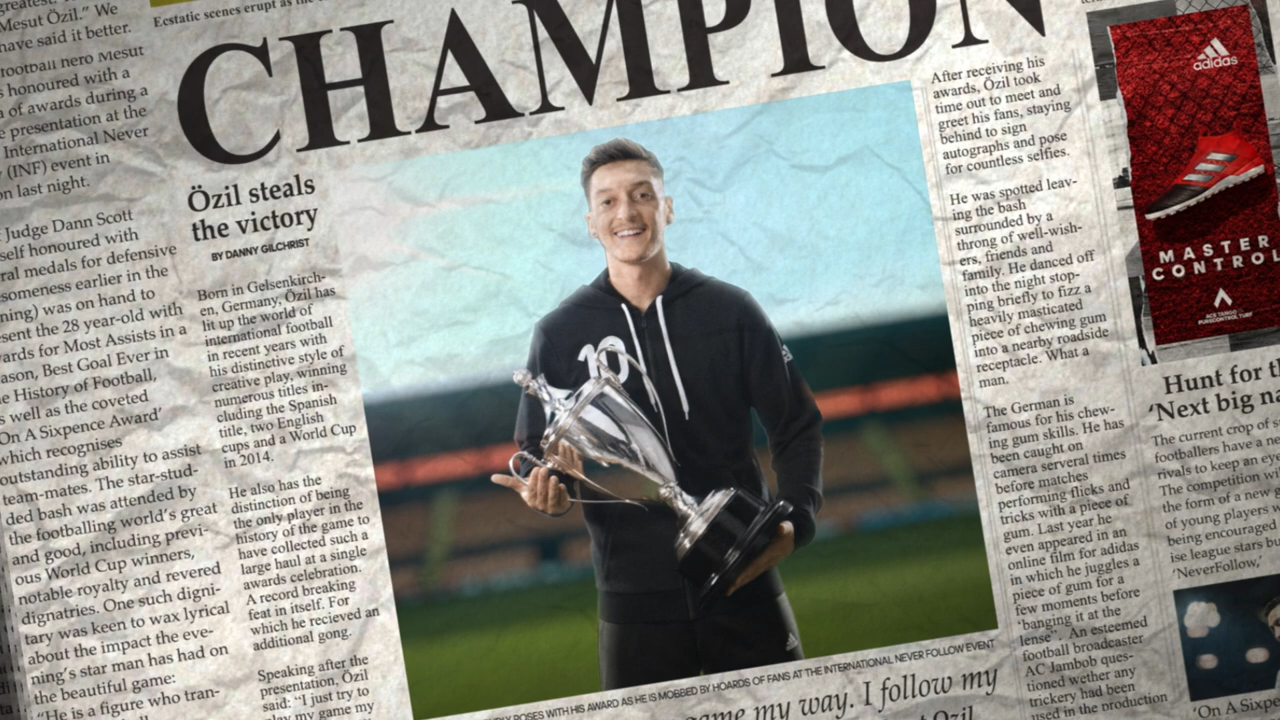 Mesut Özil.” We
have said it better.
football hero Mesut
honoured with a
of awards during a
presentation at the
International Never
(INF) event in
last night.
Judge Dann Scott
self honoured with
medals for defensive
earlier in the
was on hand to
the 28 year-old with
for Most Assists in a
Best Goal Ever in
History of Football,
well as the coveted
On A Sixpence Award’
which recognises
outstanding ability to assist
team-mates. The star-stud-
ded bash was attended by
the footballing world’s great
and good, including previ-
ous World Cup winners,
notable royalty and revered
dignatries. One such digni-
tary was keen to wax lyrical
about the impact the eve-
ning’s star man has had on
the beautiful game:
“He is a figure who tran-
Ecstatic scenes erupt as the
CHAMPION
Özil steals
the victory
BY DANNY GILCHRIST
Born in Gelsenkirch-
en, Germany, Özil has
lit up the world of
international football
in recent years with
his distinctive style of
creative play, winning
numerous titles in-
cluding the Spanish
title, two English
cups and a World Cup
in 2014.
He also has the
distinction of being
the only player in the
history of the game to
have collected such a
large haul at a single
awards celebration.
A record breaking
feat in itself. For
which he recieved an
additional gong.
Speaking after the
presentation, Özil
said: “I just try to
my game my
10
POSES WITH HIS AWARD AS HE IS MOBBED BY HOARDS OF FANS AT THE INTERNATIONAL NEVER FOLLOW EVENT
game my way. I follow my
After receiving his
awards, Özil took
time out to meet and
greet his fans, staying
behind to sign
autographs and pose
for countless selfies.
He was spotted leav-
ing the bash
surrounded by a
throng of well-wish-
ers, friends and
family. He danced off
into the night stop-
ping briefly to fizz a
heavily masticated
piece of chewing gum
into a nearby roadside
receptacle. What a
man.
The German is
famous for his chew-
ing gum skills. He has
been caught on
camera serveral times
before matches
performing flicks and
tricks with a piece of
gum. Last year he
even appeared in an
online film for adidas
in which he juggles a
piece of gum for a
few moments before
‘banging it at the
lense”. An esteemed
football broadcaster
AC Jambob ques-
tioned wether any
trickery had been
used in the production
adidas
MASTER
CONTROL
ACE TANGO 17+
PURECONTROL TURF
Hunt for
‘Next big
The current crop of
footballers have a
rivals to keep an eye
The competition
the form of a new
of young players
being encouraged
ise league stars
‘NeverFollow,’
‘On A